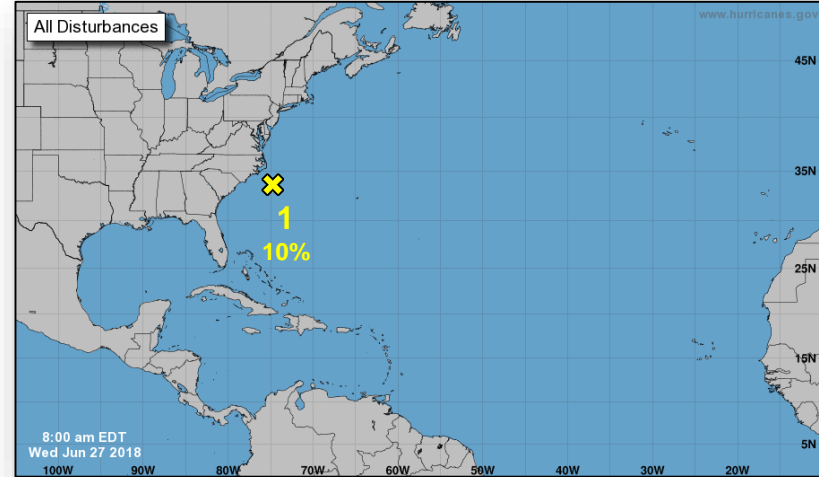 All Disturbances
www.hurricanes.gov
45N
35N
1
10%
25N
15N
5N
8:00 am EDT
Wed Jun 27 2018
100W 90W 80W 70W 60W 50W 40W 30W 20W 10W